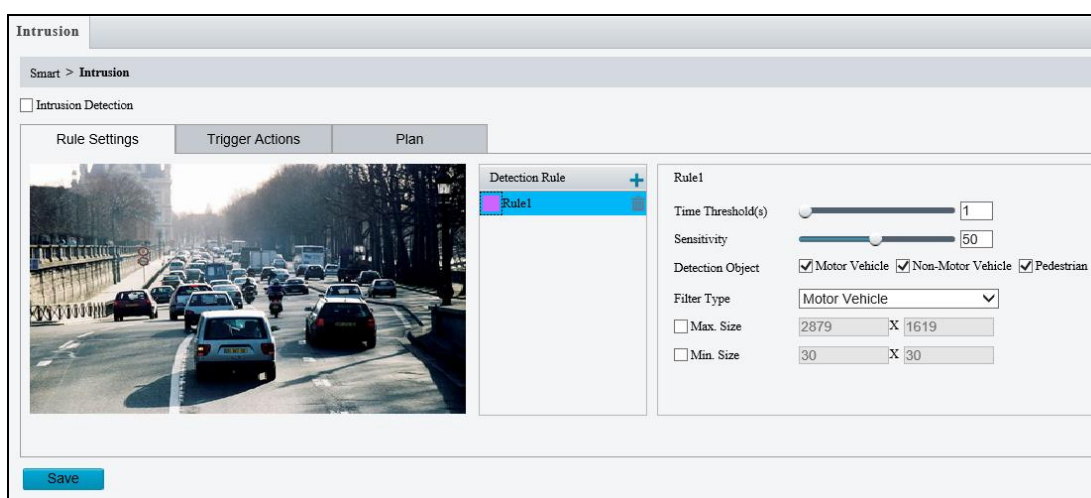 Intrusion
Smart > Intrusion
Intrusion Detection
Rule Settings Trigger Actions Plan
Detection Rule
Rule1
Rule1
Time Threshold(s) 1
Sensitivity 50
Detection Object Motor Vehicle Non-Motor Vehicle Pedestrian
Filter Type Motor Vehicle
Max. Size 2879 X 1619
Min. Size 30 X 30
Save